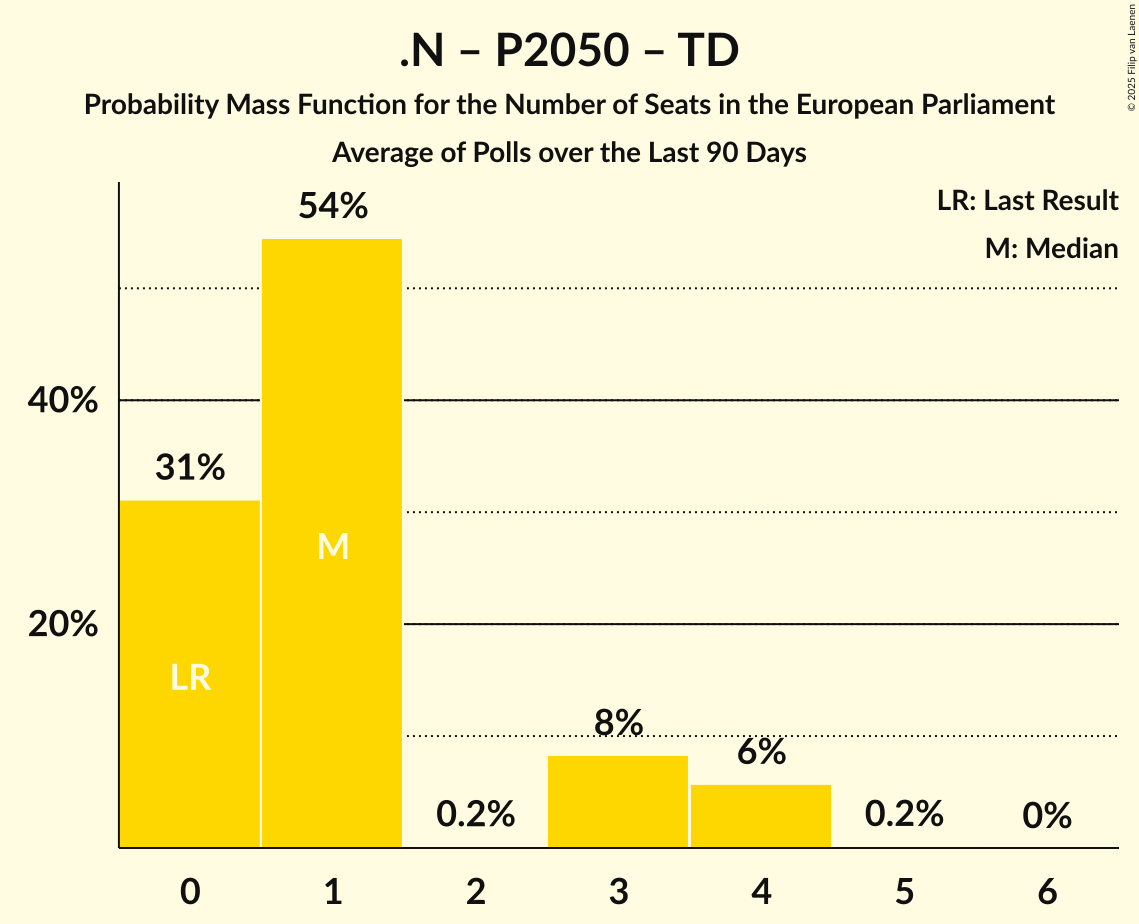 .N – P2050 – TD
Probability Mass Function for the Number of Seats in the European Parliament
Average of Polls over the Last 90 Days
© 2025 Filip van Laenen
LR: Last Result
M: Median
54%
40%
31%
M
20%
LR
8%
6%
0.2%
0.2%
0%
0 1 2 3 4 5 6